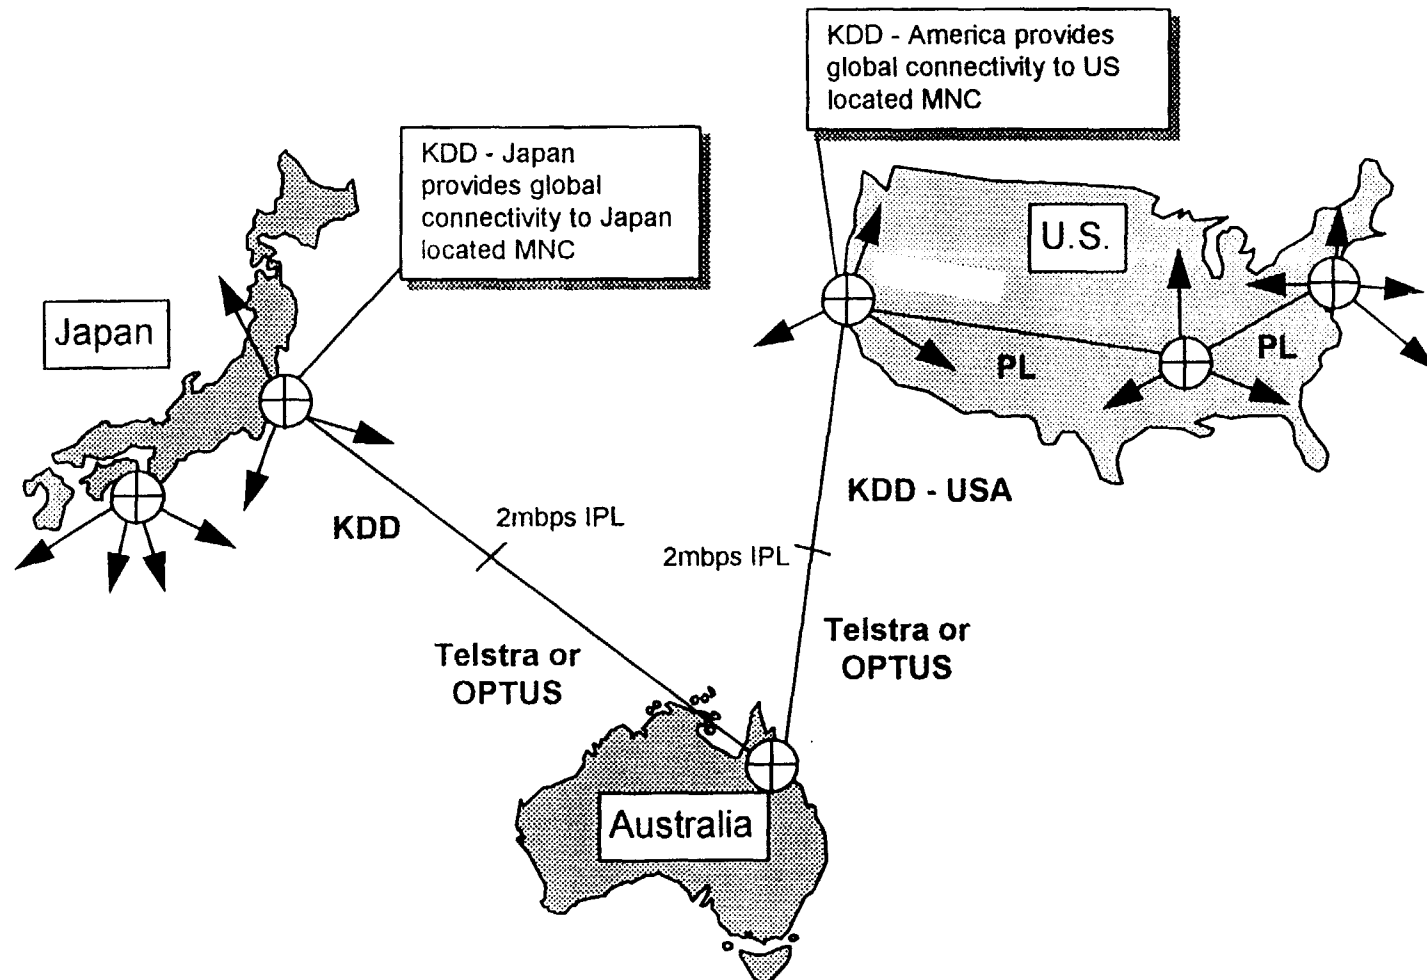 KDD - America provides
global connectivity to US
located MNC
KDD - Japan
provides global
connectivity to Japan
located MNC
U.S.
Japan
PL
PL
KDD - USA
KDD
2mbps IPL
2mbps IPL
Telstra or
OPTUS
Telstra or
OPTUS
Australia